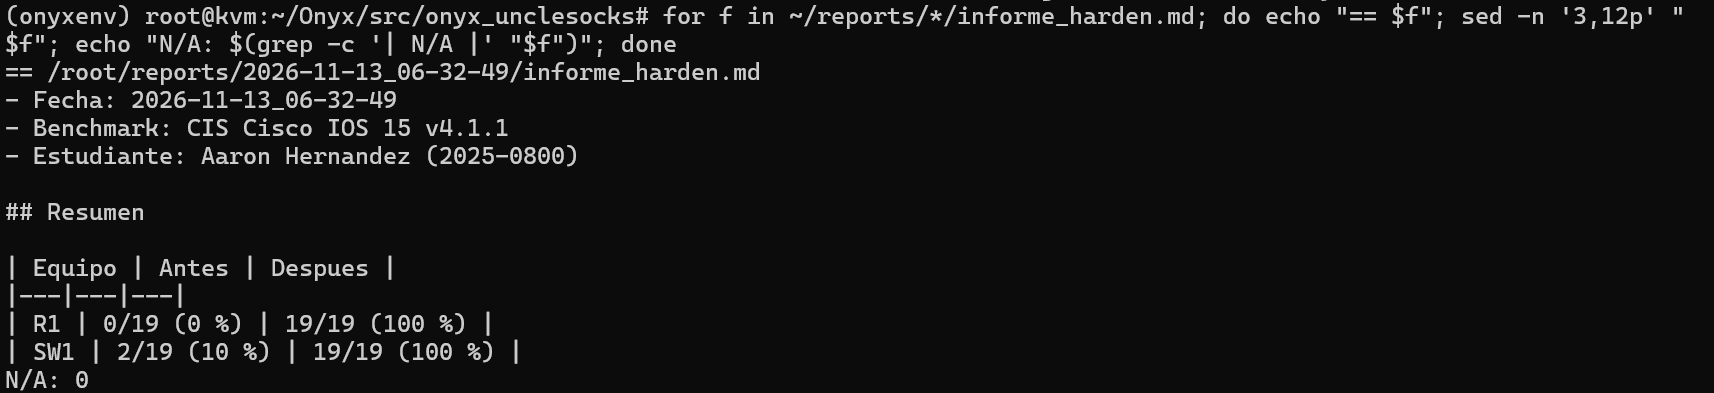 (onyxenv) root@kvm:~/Onyx/src/onyx_unclesocks# for f in ~/reports/*/informe_harden.md; do echo "== $f"; sed -n '3,12p' "
$f"; echo "N/A: $(grep -c '| N/A |' "$f")"; done
== /root/reports/2026-11-13_06-32-49/informe_harden.md
- Fecha: 2026-11-13_06-32-49
- Benchmark: CIS Cisco IOS 15 v4.1.1
- Estudiante: Aaron Hernandez (2025-0800)
## Resumen
| Equipo | Antes | Despues |
|---|---|---|
| R1 | 0/19 (0 %) | 19/19 (100 %) |
| SW1 | 2/19 (10 %) | 19/19 (100 %) |
N/A: 0